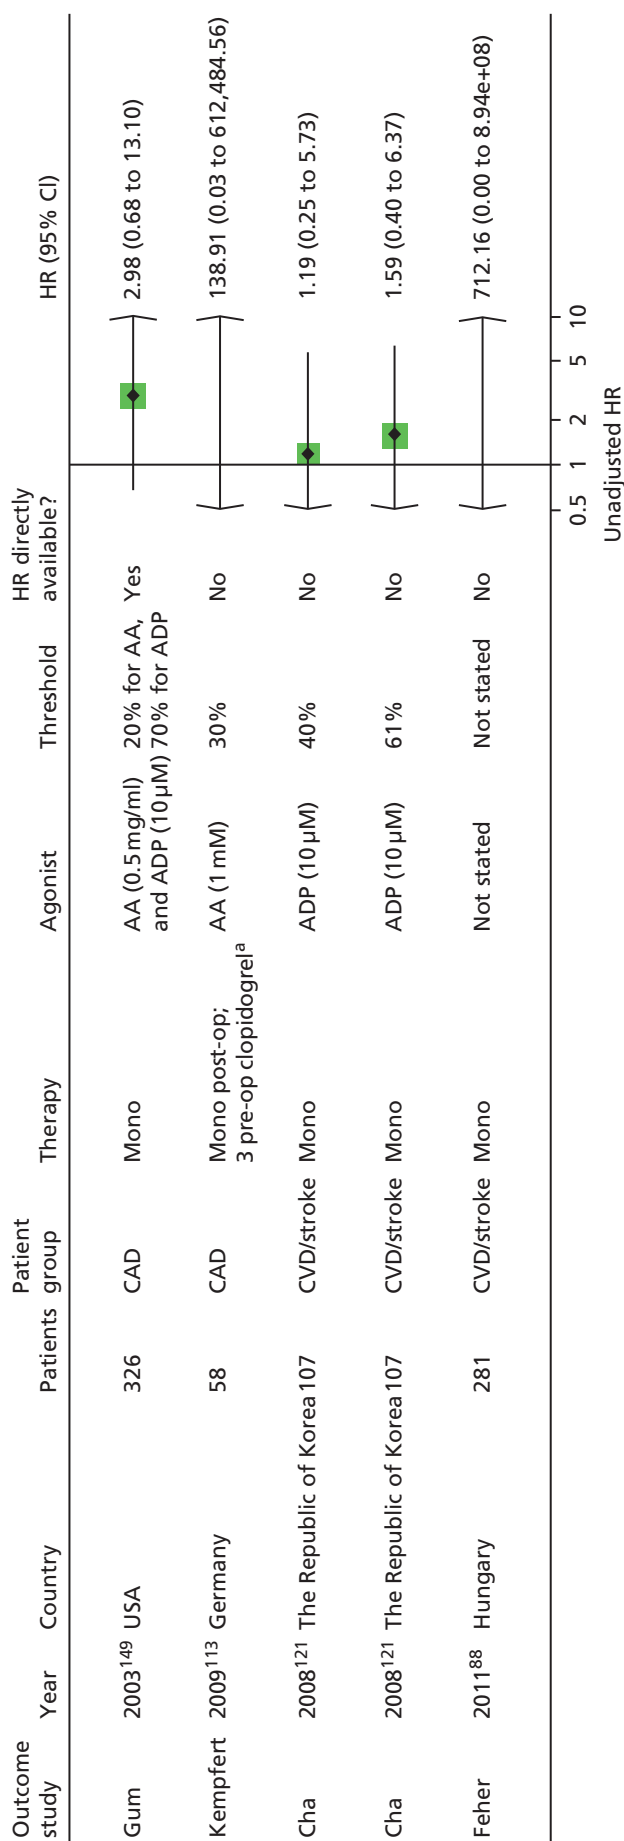 Outcome study Year Country Patients Patient group Therapy Agonist Threshold HR directly available? HR (95% CI)
Gum 2003149 USA 326 CAD Mono AA (0.5 mg/ml) and ADP (10 µM) 20% for AA, 70% for ADP Yes 2.98 (0.68 to 13.10)
Kempfert 2009113 Germany 58 CAD Mono post-op; 3 pre-op clopidogrela AA (1 mM) 30% No 138.91 (0.03 to 612,484.56)
Cha 2008121 The Republic of Korea 107 CVD/stroke Mono ADP (10 µM) 40% No 1.19 (0.25 to 5.73)
Cha 2008121 The Republic of Korea 107 CVD/stroke Mono ADP (10 µM) 61% No 1.59 (0.40 to 6.37)
Feher 201188 Hungary 281 CVD/stroke Mono Not stated Not stated No 712.16 (0.00 to 8.94e+08)
0.5 1 2 5 10
Unadjusted HR